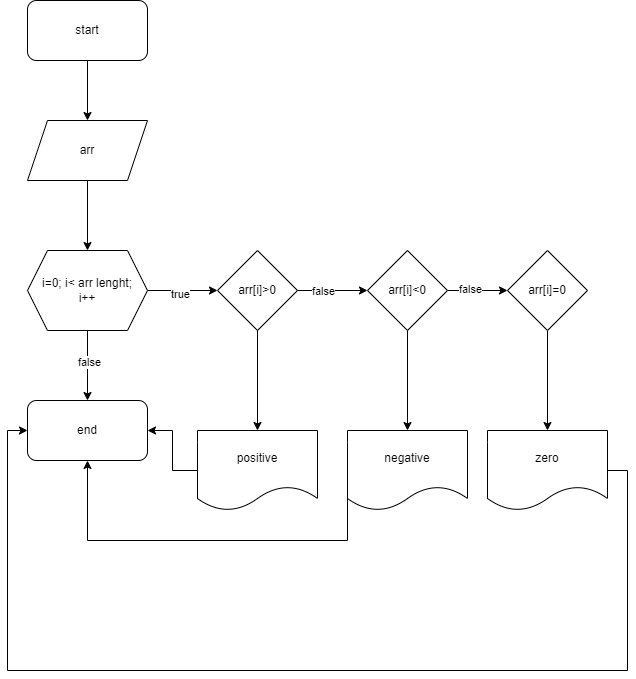 start
arr
i=0; i< arr lenght;
i++
true
arr[i]>0
false
arr[i]<0
false
arr[i]=0
false
end
positive
negative
zero